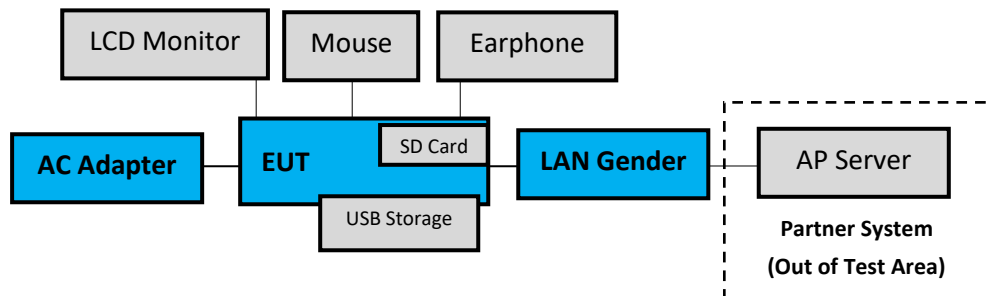 LCD Monitor
Mouse
Earphone
AC Adapter
EUT
SD Card
LAN Gender
AP Server
USB Storage
Partner System
(Out of Test Area)